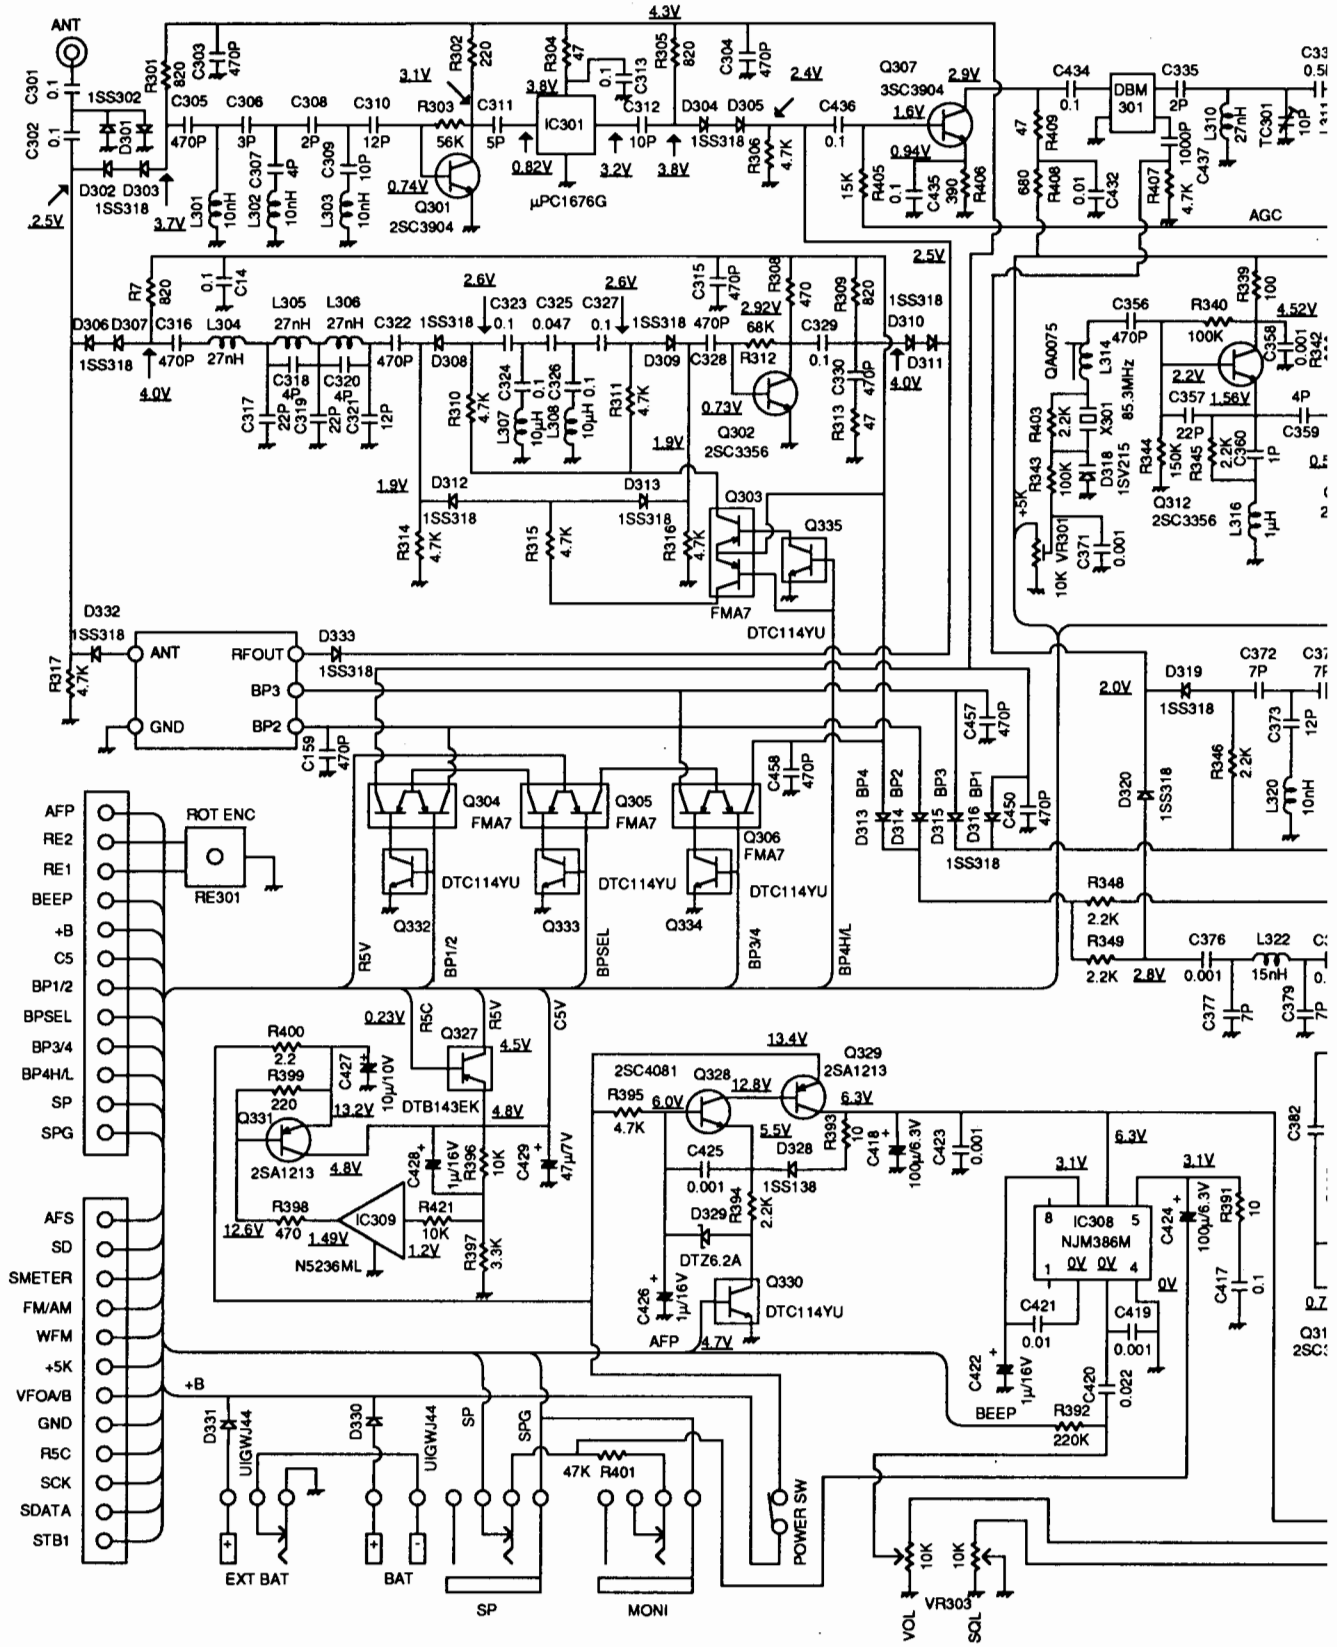 ANT
C301
0.1
C302
0.1
1SS302
D301
D302 D303
1SS318
2.5V
3.7V
R301
820
C303
470P
C305
470P
C306
3P
C307
4P
C308
2P
C309
10P
C310
12P
L301
10nH
L302
10nH
L303
10nH
R302
220
3.1V
R303
56K
0.74V
Q301
2SC3904
C311
5P
0.82V
R304
47
3.8V
0.1
C313
IC301
µPC1676G
C312
10P
3.2V
4.3V
R305
820
3.8V
D304 D305
1SS318
C304
470P
2.4V
R306
4.7K
C436
0.1
Q307
3SC3904
1.6V
0.94V
2.9V
15K
R405
0.1
C435
390
R406
C434
0.1
47
R409
680
R408
0.01
C432
DBM
301
C335
2P
1000P
C437
R407
4.7K
L310
27nH
TC301
10P
C33
0.5
L311
AGC
R7
820
0.1
C14
D306 D307
1SS318
4.0V
C316
470P
L304
27nH
L305
27nH
L306
27nH
C318
4P
C320
4P
C317
22P
C319
22P
C321
12P
C322
470P
1SS318
D308
2.6V
C323
0.1
C325
0.047
C327
0.1
2.6V
C324
0.1
C326
0.1
L307
10µH
L308
10µH
R310
4.7K
R311
4.7K
1SS318
D309
C315
470P
470P
C328
2.92V
68K
R312
0.73V
Q302
2SC3356
R308
470
C329
0.1
R309
820
C330
470P
R313
47
1SS318
D310
D311
4.0V
2.5V
1.9V
1.9V
D312
1SS318
D313
1SS318
R314
4.7K
R315
4.7K
R316
4.7K
Q303
FMA7
Q335
DTC114YU
QA0075
L314
C356
470P
85.3MHz
X301
R403
2.2K
R343
100K
D318
1SV215
+5K
VR301
10K
C371
0.001
R340
100K
R339
100
4.52V
C358
0.001
R342
2.2V
1.56V
C357
22P
R344
150K
R345
2.2K
C360
1P
4P
C359
Q312
2SC3356
L316
1µH
D332
1SS318
R317
4.7K
ANT
RFOUT
BP3
GND
BP2
D333
1SS318
C159
470P
C457
470P
C458
470P
C450
470P
BP4
BP2
BP3
BP1
D313
D314
D315
D316
1SS318
Q304
FMA7
Q305
FMA7
Q306
FMA7
DTC114YU
Q332
DTC114YU
Q333
DTC114YU
Q334
R5V
BP1/2
BPSEL
BP3/4
BP4H/L
2.0V
D319
1SS318
D320
1SS318
C372
7P
C37
7P
C373
12P
R346
2.2K
L320
10nH
R348
2.2K
R349
2.2K
2.8V
C376
0.001
L322
15nH
C377
7P
C379
7P
AFP
RE2
RE1
BEEP
+B
C5
BP1/2
BPSEL
BP3/4
BP4H/L
SP
SPG
ROT ENC
RE301
AFS
SD
SMETER
FM/AM
WFM
+5K
VFOA/B
GND
R5C
SCK
SDATA
STB1
R400
2.2
R399
220
C427
10µ/10V
Q331
2SA1213
13.2V
4.8V
R398
470
12.6V
1.49V
IC309
N5236ML
R421
10K
1.2V
0.23V
R5C
Q327
DTB143EK
R5V
4.5V
4.8V
C5V
C428
1µ/16V
R396
10K
R397
3.3K
C429
47µ/7V
2SC4081
R395
4.7K
6.0V
Q328
12.8V
5.5V
13.4V
Q329
2SA1213
6.3V
R393
10
C425
0.001
D328
1SS138
R394
2.2K
D329
DTZ6.2A
C426
1µ/16V
Q330
DTC114YU
AFP
4.7V
C418
100µ/6.3V
C423
0.001
6.3V
3.1V
3.1V
8
IC308
5
NJM386M
1
0V
0V
4
0V
C424
100µ/6.3V
R391
10
C417
0.1
C421
0.01
C419
0.001
C422
1µ/16V
C420
0.022
BEEP
R392
220K
C382
0.7
Q31
2SC
+B
D331
UIGWJ44
D330
UIGWJ44
SP
SPG
47K
R401
POWER SW
+
EXT BAT
+
-
BAT
SP
MONI
10K
10K
VOL
VR303
SQL